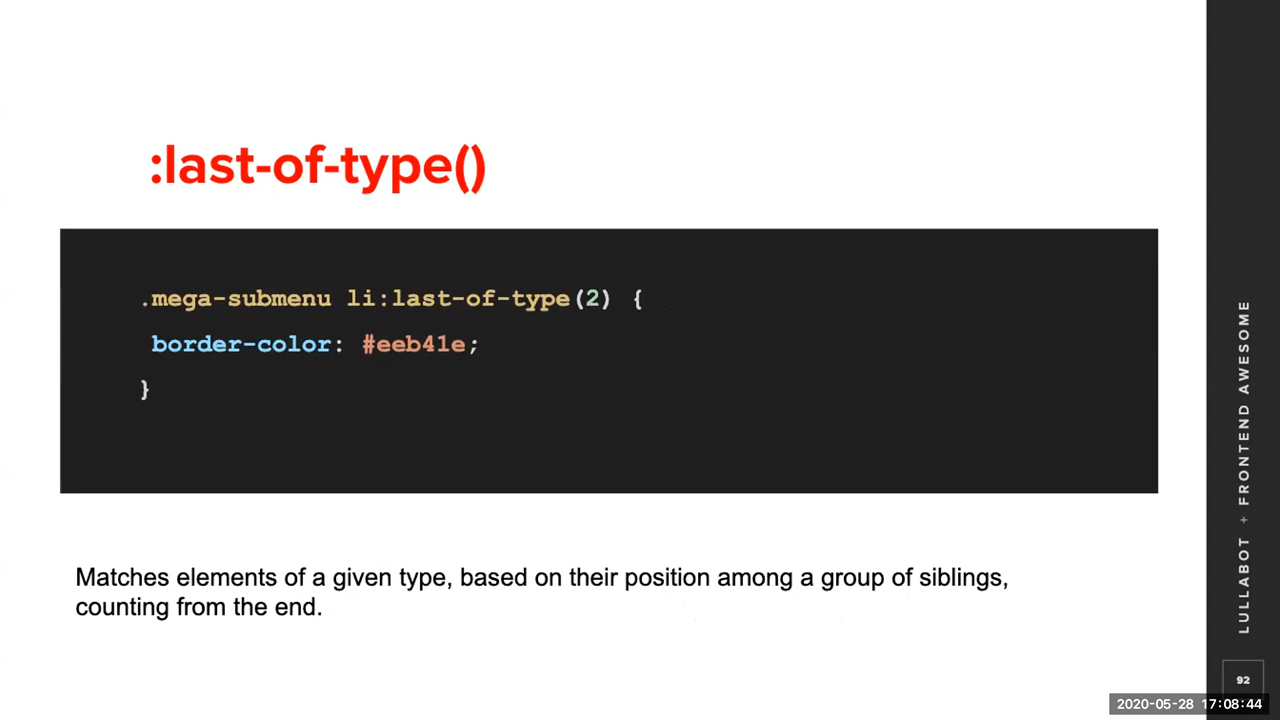 :last-of-type()
.mega-submenu li:last-of-type(2) {
border-color: #eeb41e;
}
Matches elements of a given type, based on their position among a group of siblings,
counting from the end.
LULLABOT + FRONTEND AWESOME
92
2020-05-28 17:08:44